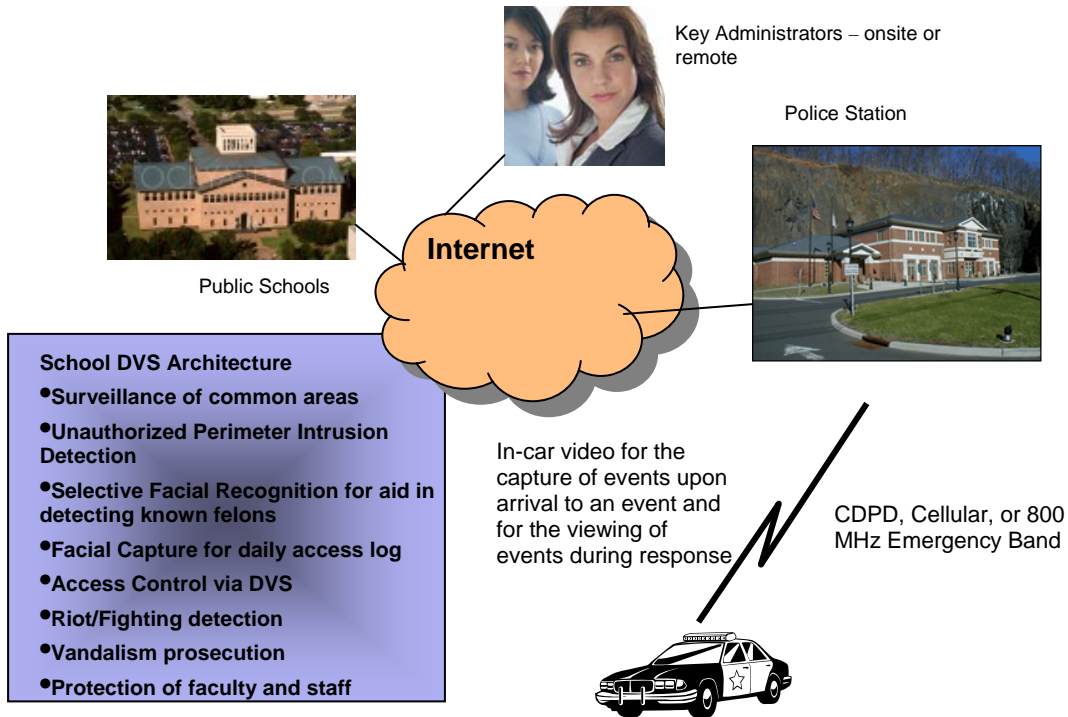 Key Administrators – onsite or
remote
Police Station
Internet
Public Schools
School DVS Architecture
•Surveillance of common areas
•Unauthorized Perimeter Intrusion
Detection
•Selective Facial Recognition for aid in
detecting known felons
•Facial Capture for daily access log
•Access Control via DVS
•Riot/Fighting detection
•Vandalism prosecution
•Protection of faculty and staff
In-car video for the
capture of events upon
arrival to an event and
for the viewing of
events during response
CDPD, Cellular, or 800
MHz Emergency Band